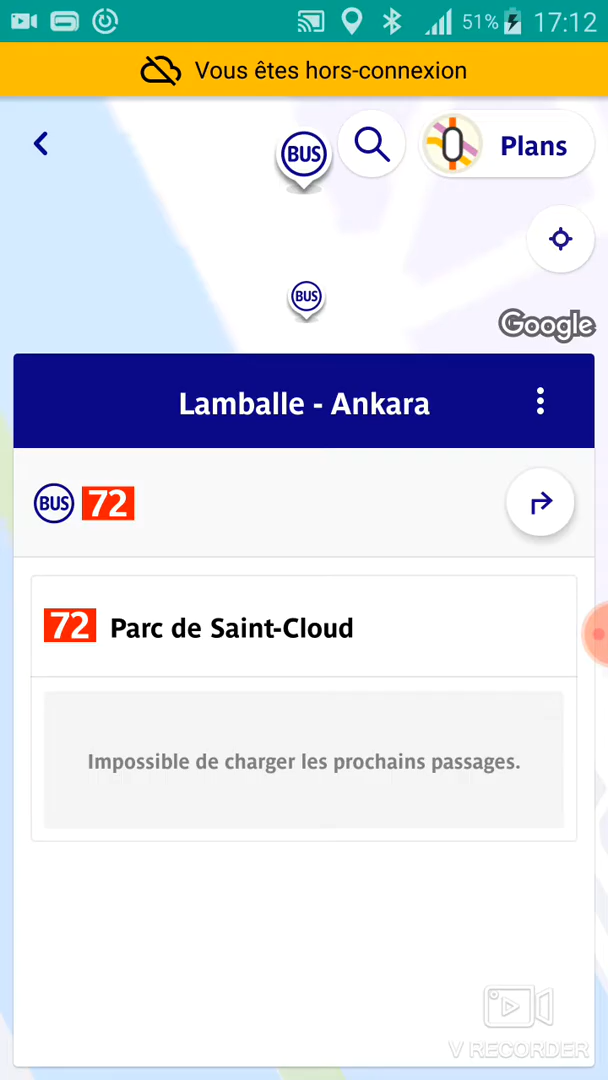 51% 17:12
Vous êtes hors-connexion
BUS
Plans
BUS
Google
Lamballe - Ankara
BUS 72
72 Parc de Saint-Cloud
Impossible de charger les prochains passages.
V RECORDER